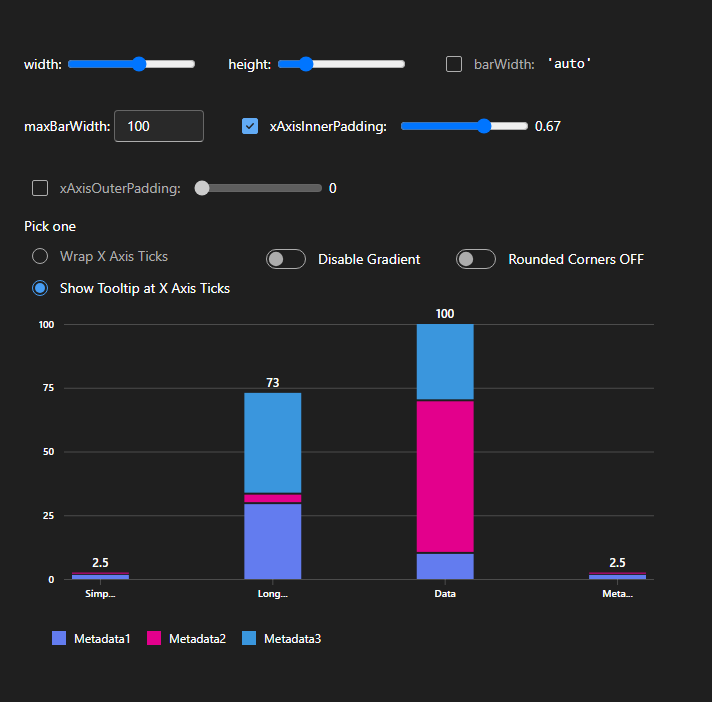 width: height: barWidth: 'auto'
maxBarWidth: 100 xAxisInnerPadding: 0.67
xAxisOuterPadding: 0
Pick one
Wrap X Axis Ticks Disable Gradient Rounded Corners OFF
Show Tooltip at X Axis Ticks
100
100
73
75
50
25
2.5 2.5
0
Simp... Long... Data Meta...
Metadata1 Metadata2 Metadata3